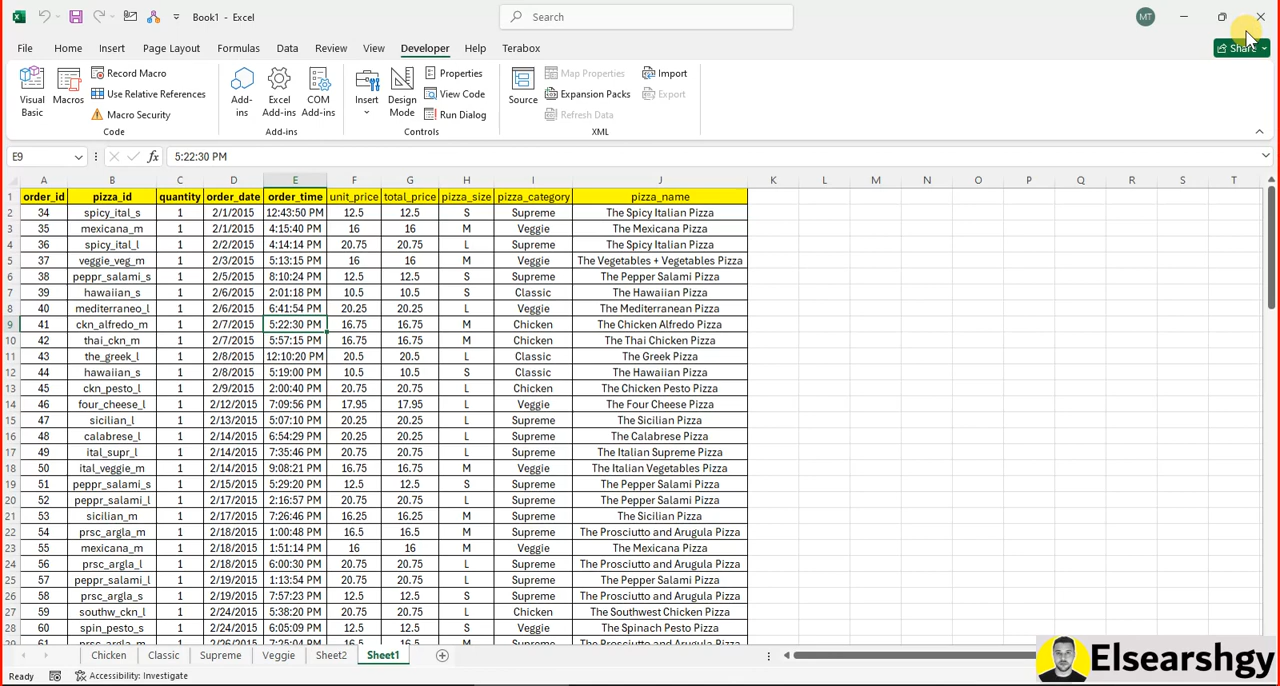 Book1 - Excel
Search
MT
File Home Insert Page Layout Formulas Data Review View Developer Help Terabox
Share
Visual Basic
Macros
Record Macro
Use Relative References
Macro Security
Code
Add-ins
Excel Add-ins
COM Add-ins
Add-ins
Insert
Design Mode
Properties
View Code
Run Dialog
Controls
Source
Map Properties
Expansion Packs
Refresh Data
Import
Export
XML
E9 fx 5:22:30 PM
A B C D E F G H I J K L M N O P Q R S T
1 order_id pizza_id quantity order_date order_time unit_price total_price pizza_size pizza_category pizza_name
2 34 spicy_ital_s 1 2/1/2015 12:43:50 PM 12.5 12.5 S Supreme The Spicy Italian Pizza
3 35 mexicana_m 1 2/1/2015 4:15:40 PM 16 16 M Veggie The Mexicana Pizza
4 36 spicy_ital_l 1 2/2/2015 4:14:14 PM 20.75 20.75 L Supreme The Spicy Italian Pizza
5 37 veggie_veg_m 1 2/3/2015 5:13:15 PM 16 16 M Veggie The Vegetables + Vegetables Pizza
6 38 peppr_salami_s 1 2/5/2015 8:10:24 PM 12.5 12.5 S Supreme The Pepper Salami Pizza
7 39 hawaiian_s 1 2/6/2015 2:01:18 PM 10.5 10.5 S Classic The Hawaiian Pizza
8 40 mediterraneo_l 1 2/6/2015 6:41:54 PM 20.25 20.25 L Veggie The Mediterranean Pizza
9 41 ckn_alfredo_m 1 2/7/2015 5:22:30 PM 16.75 16.75 M Chicken The Chicken Alfredo Pizza
10 42 thai_ckn_m 1 2/7/2015 5:57:15 PM 16.75 16.75 M Chicken The Thai Chicken Pizza
11 43 the_greek_l 1 2/8/2015 12:10:20 PM 20.5 20.5 L Classic The Greek Pizza
12 44 hawaiian_s 1 2/8/2015 5:19:00 PM 10.5 10.5 S Classic The Hawaiian Pizza
13 45 ckn_pesto_l 1 2/9/2015 2:00:40 PM 20.75 20.75 L Chicken The Chicken Pesto Pizza
14 46 four_cheese_l 1 2/12/2015 7:09:56 PM 17.95 17.95 L Veggie The Four Cheese Pizza
15 47 sicilian_l 1 2/13/2015 5:07:10 PM 20.25 20.25 L Supreme The Sicilian Pizza
16 48 calabrese_l 1 2/14/2015 6:54:29 PM 20.25 20.25 L Supreme The Calabrese Pizza
17 49 ital_supr_l 1 2/14/2015 7:35:46 PM 20.75 20.75 L Supreme The Italian Supreme Pizza
18 50 ital_veggie_m 1 2/14/2015 9:08:21 PM 16.75 16.75 M Veggie The Italian Vegetables Pizza
19 51 peppr_salami_s 1 2/15/2015 5:29:20 PM 12.5 12.5 S Supreme The Pepper Salami Pizza
20 52 peppr_salami_l 1 2/17/2015 2:16:57 PM 20.75 20.75 L Supreme The Pepper Salami Pizza
21 53 sicilian_m 1 2/17/2015 7:26:46 PM 16.25 16.25 M Supreme The Sicilian Pizza
22 54 prsc_argla_m 1 2/18/2015 1:00:48 PM 16.5 16.5 M Supreme The Prosciutto and Arugula Pizza
23 55 mexicana_m 1 2/18/2015 1:51:14 PM 16 16 M Veggie The Mexicana Pizza
24 56 prsc_argla_l 1 2/18/2015 6:00:30 PM 20.75 20.75 L Supreme The Prosciutto and Arugula Pizza
25 57 peppr_salami_l 1 2/19/2015 1:13:54 PM 20.75 20.75 L Supreme The Pepper Salami Pizza
26 58 prsc_argla_s 1 2/19/2015 7:57:23 PM 12.5 12.5 S Supreme The Prosciutto and Arugula Pizza
27 59 southw_ckn_l 1 2/24/2015 5:38:20 PM 20.75 20.75 L Chicken The Southwest Chicken Pizza
28 60 spin_pesto_s 1 2/24/2015 6:05:09 PM 12.5 12.5 S Veggie The Spinach Pesto Pizza
29 61 prsc_argla_m 1 2/26/2015 7:25:04 PM 16.5 16.5 M Supreme The Prosciutto and Arugula Pizza
Chicken Classic Supreme Veggie Sheet2 Sheet1
Elsearshgy
Ready Accessibility: Investigate